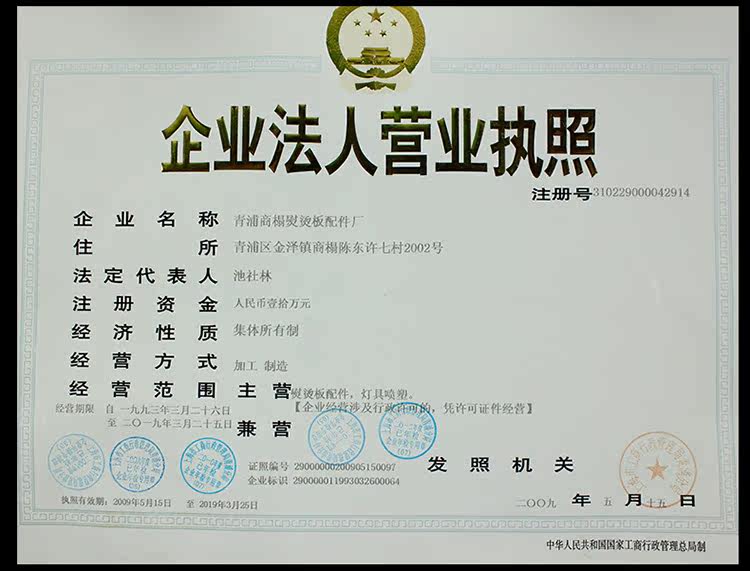 企业法人营业执照
注册号310229000042914
企业名称 青浦商榻熨烫板配件厂
住所 青浦区金泽镇商榻陈东许七村2002号
法定代表人 池社林
注册资金 人民币壹拾万元
经济性质 集体所有制
经营方式 加工 制造
经营范围主营 熨烫板配件，灯具喷塑。
【企业经营涉及行政许可的，凭许可证件经营】
经营期限 自 一九九三年三月二十六日
至 二〇一九年三月二十五日 兼营
证照编号 29000000200905150097
企业标识 29000001199303260006​4
发照机关
执照有效期: 2009年5月15日 至 2019年3月25日
二〇〇九 年 五 月 十五 日
中华人民共和国国家工商行政管理总局制